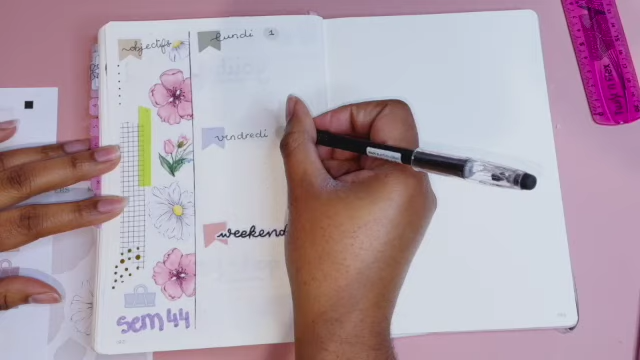 objectifs
lundi 1
vendredi
weekend
sem 44